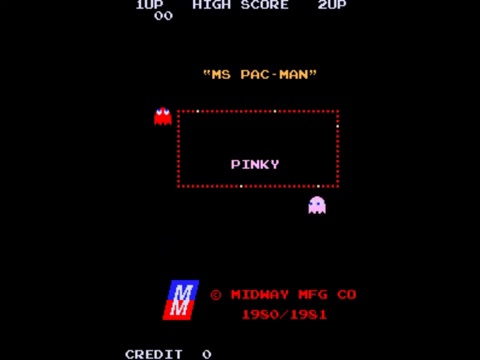 1UP HIGH SCORE 2UP
00
"MS PAC-MAN"
PINKY
MM
© MIDWAY MFG CO
1980/1981
CREDIT 0